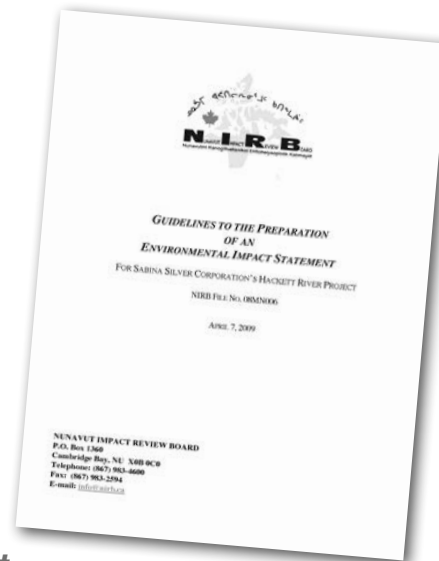 NUNAVUT IMPACT REVIEW BOARD
GUIDELINES TO THE PREPARATION
OF AN
ENVIRONMENTAL IMPACT STATEMENT
FOR SABINA SILVER CORPORATION'S HACKETT RIVER PROJECT
NIRB FILE NO. 08MN006
APRIL 7, 2009
NUNAVUT IMPACT REVIEW BOARD
P.O. Box 1360
Cambridge Bay, NU X0B 0C0
Telephone: (867) 983-4600
Fax: (867) 983-2594
E-mail: info@nirb.ca